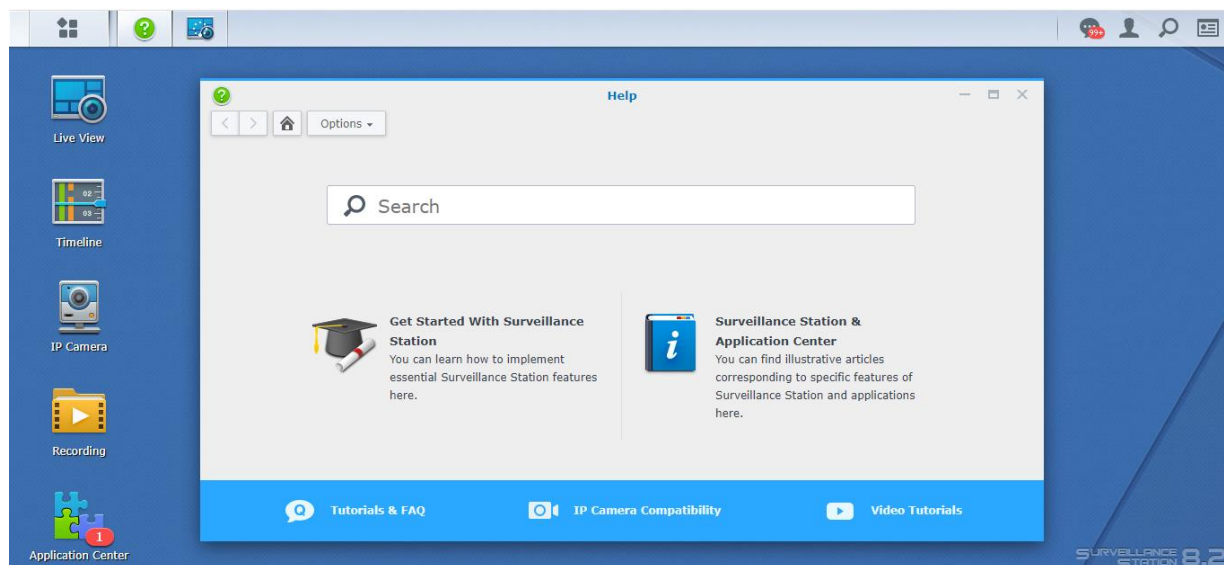 99+
Live View
02
03
Timeline
IP Camera
Recording
1
Application Center
Help
Options
Search
Get Started With Surveillance
Station
You can learn how to implement
essential Surveillance Station features
here.
Surveillance Station &
Application Center
You can find illustrative articles
corresponding to specific features of
Surveillance Station and applications
here.
Tutorials & FAQ
IP Camera Compatibility
Video Tutorials
SURVEILLANCE
STATION 8.2